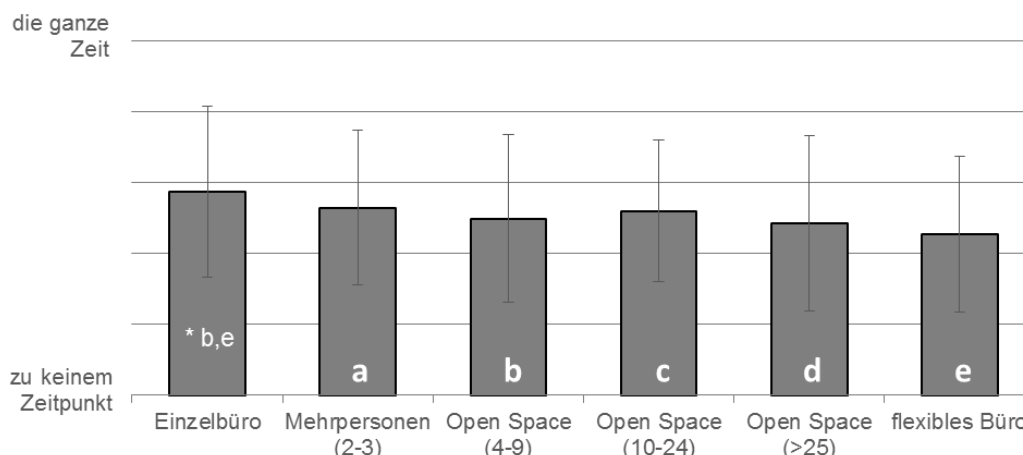 die ganze
Zeit
* b,e
a
b
c
d
e
zu keinem
Zeitpunkt
Einzelbüro
Mehrpersonen
(2-3)
Open Space
(4-9)
Open Space
(10-24)
Open Space
(>25)
flexibles Büro